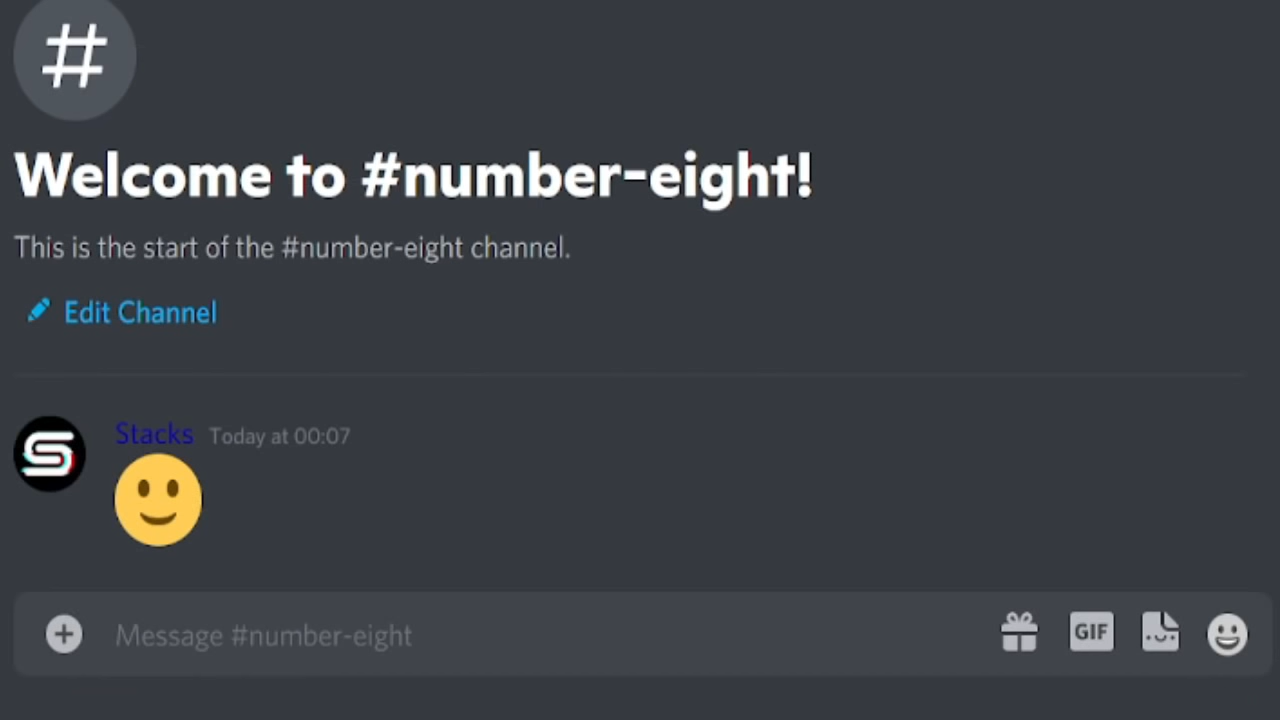 #
Welcome to #number-eight!
This is the start of the #number-eight channel.
Edit Channel
Stacks Today at 00:07
Message #number-eight
GIF